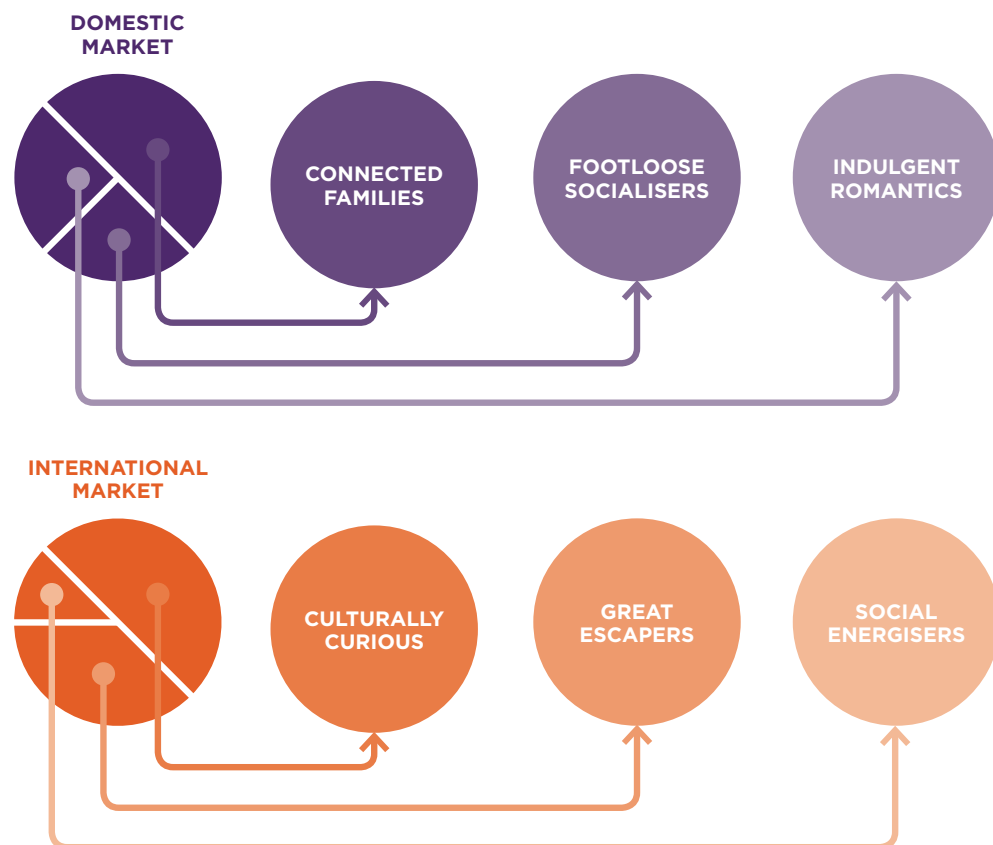 DOMESTIC
MARKET
CONNECTED
FAMILIES
FOOTLOOSE
SOCIALISERS
INDULGENT
ROMANTICS
INTERNATIONAL
MARKET
CULTURALLY
CURIOUS
GREAT
ESCAPERS
SOCIAL
ENERGISERS